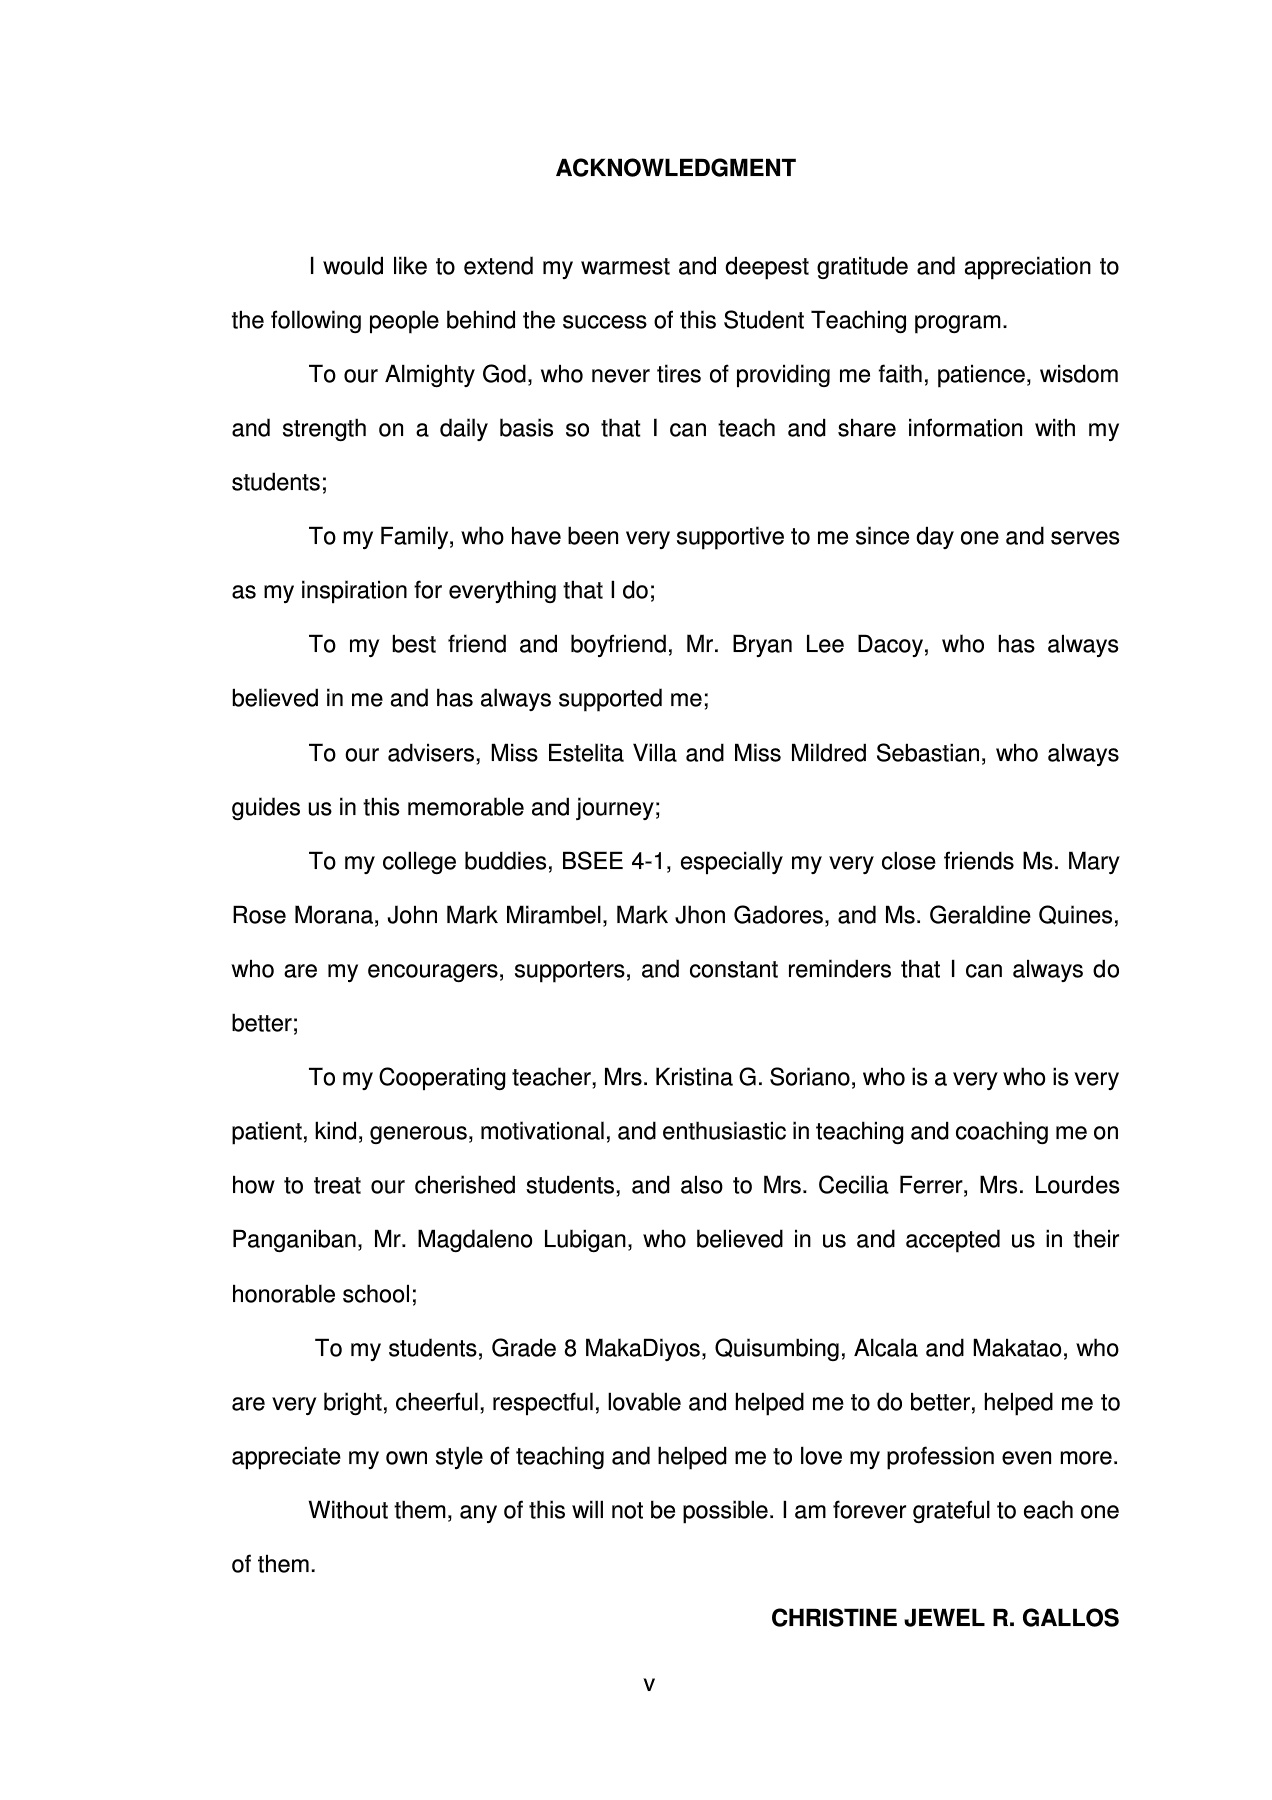 ACKNOWLEDGMENT
I would like to extend my warmest and deepest gratitude and appreciation to
the following people behind the success of this Student Teaching program.
To our Almighty God, who never tires of providing me faith, patience, wisdom
and strength on a daily basis so that I can teach and share information with my
students;
To my Family, who have been very supportive to me since day one and serves
as my inspiration for everything that I do;
To my best friend and boyfriend, Mr. Bryan Lee Dacoy, who has always
believed in me and has always supported me;
To our advisers, Miss Estelita Villa and Miss Mildred Sebastian, who always
guides us in this memorable and journey;
To my college buddies, BSEE 4-1, especially my very close friends Ms. Mary
Rose Morana, John Mark Mirambel, Mark Jhon Gadores, and Ms. Geraldine Quines,
who are my encouragers, supporters, and constant reminders that I can always do
better;
To my Cooperating teacher, Mrs. Kristina G. Soriano, who is a very who is very
patient, kind, generous, motivational, and enthusiastic in teaching and coaching me on
how to treat our cherished students, and also to Mrs. Cecilia Ferrer, Mrs. Lourdes
Panganiban, Mr. Magdaleno Lubigan, who believed in us and accepted us in their
honorable school;
To my students, Grade 8 MakaDiyos, Quisumbing, Alcala and Makatao, who
are very bright, cheerful, respectful, lovable and helped me to do better, helped me to
appreciate my own style of teaching and helped me to love my profession even more.
Without them, any of this will not be possible. I am forever grateful to each one
of them.
CHRISTINE JEWEL R. GALLOS
v